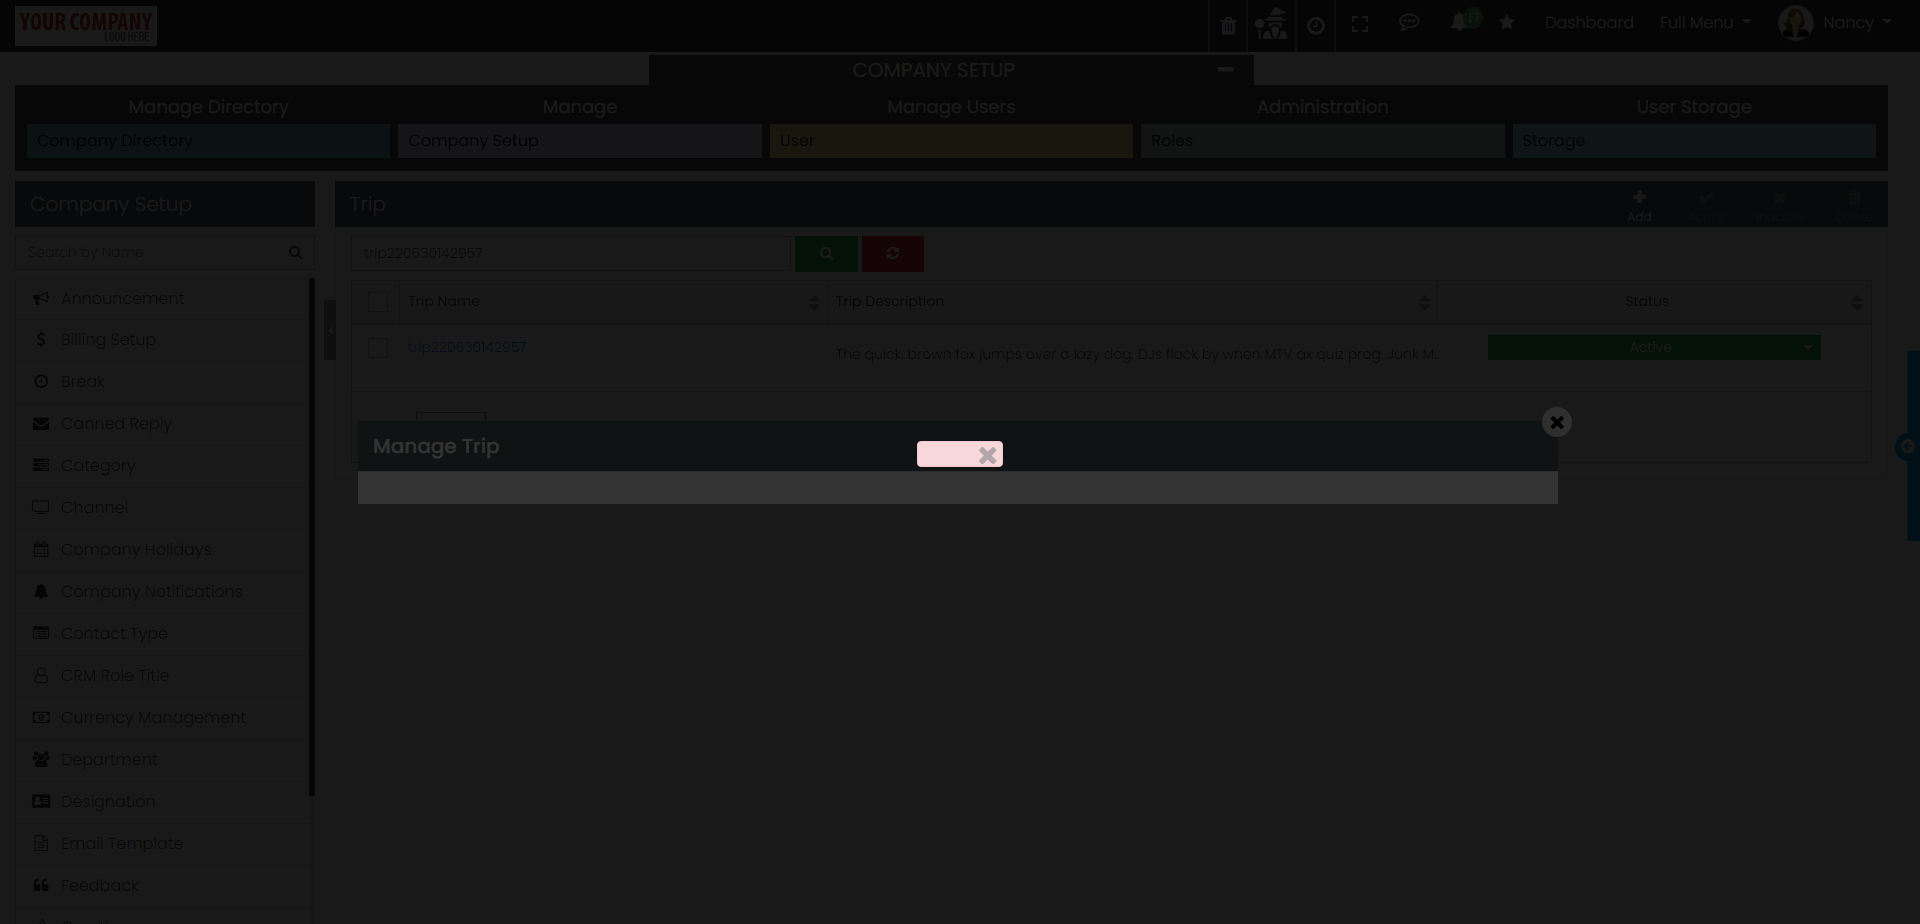 YOUR COMPANY
LOGO HERE
17
Dashboard
Full Menu
Nancy
COMPANY SETUP
Manage Directory
Manage
Manage Users
Administration
User Storage
Company Directory
Company Setup
User
Roles
Storage
Company Setup
Trip
Add
Search by Name
trip220630142957
Announcement
Billing Setup
Break
Canned Reply
Category
Channel
Company Holidays
Company Notifications
Contact Type
CRM Role Title
Currency Management
Department
Designation
Email Template
Feedback
Trip Name
Trip Description
Status
trip220630142957
The quick, brown fox jumps over a lazy dog. DJs flock by when MTV ax quiz prog. Junk M...
Active
Manage Trip